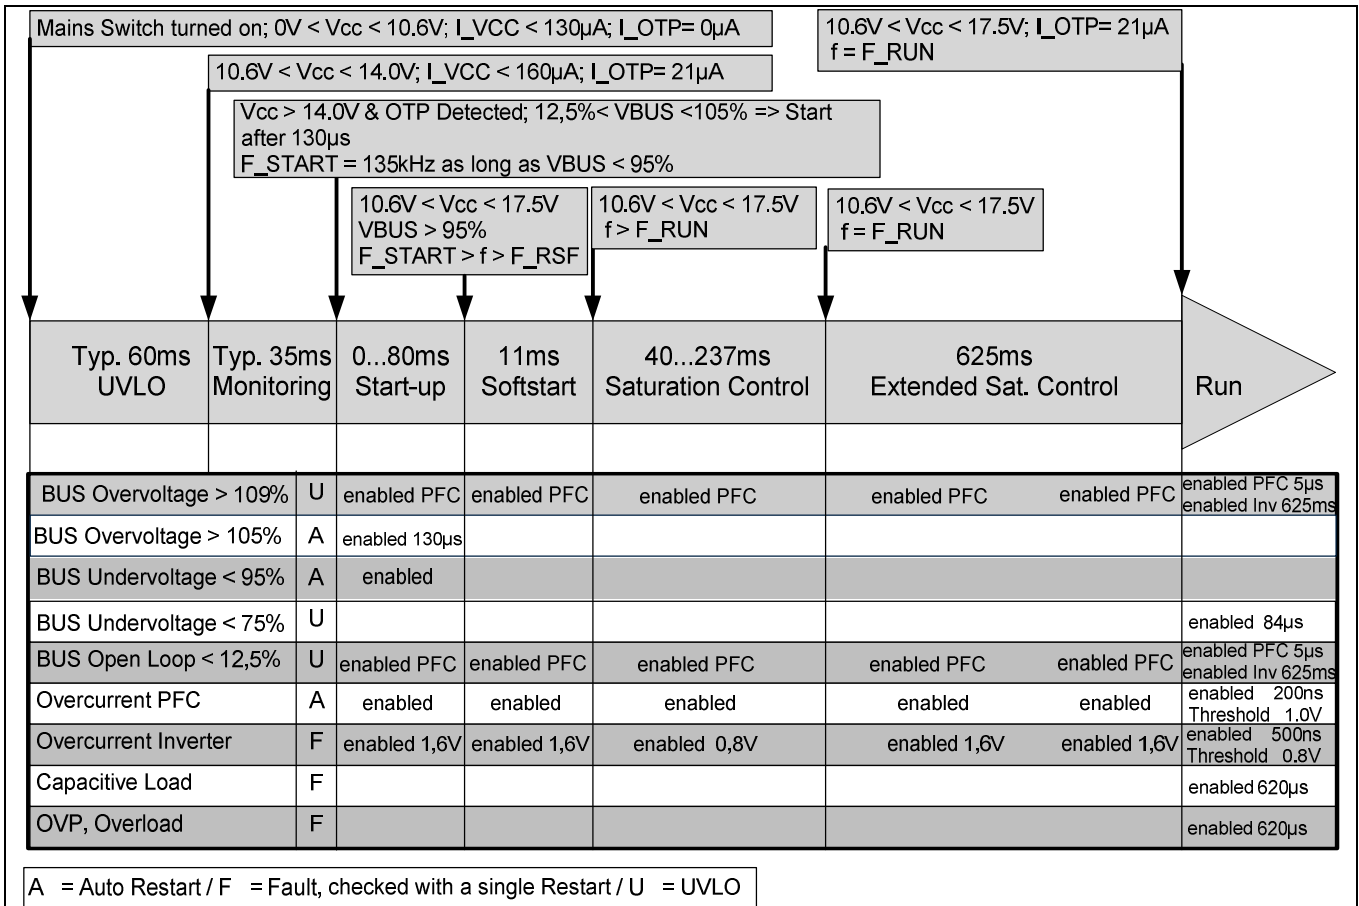 Mains Switch turned on; 0V < Vcc < 10.6V; I_VCC < 130µA; I_OTP= 0µA
10.6V < Vcc < 17.5V; I_OTP= 21µA
f = F_RUN
10.6V < Vcc < 14.0V; I_VCC < 160µA; I_OTP= 21µA
Vcc > 14.0V & OTP Detected; 12,5%< VBUS <105% => Start
after 130µs
F_START = 135kHz as long as VBUS < 95%
10.6V < Vcc < 17.5V
VBUS > 95%
F_START > f > F_RSF
10.6V < Vcc < 17.5V
f > F_RUN
10.6V < Vcc < 17.5V
f = F_RUN
Typ. 60ms
UVLO
Typ. 35ms
Monitoring
0...80ms
Start-up
11ms
Softstart
40...237ms
Saturation Control
625ms
Extended Sat. Control
Run
BUS Overvoltage > 109% U enabled PFC enabled PFC enabled PFC enabled PFC enabled PFC enabled PFC 5µs
enabled Inv 625ms
BUS Overvoltage > 105% A enabled 130µs
BUS Undervoltage < 95% A enabled
BUS Undervoltage < 75% U enabled 84µs
BUS Open Loop < 12,5% U enabled PFC enabled PFC enabled PFC enabled PFC enabled PFC enabled PFC 5µs
enabled Inv 625ms
Overcurrent PFC A enabled enabled enabled enabled enabled enabled 200ns
Threshold 1.0V
Overcurrent Inverter F enabled 1,6V enabled 1,6V enabled 0,8V enabled 1,6V enabled 1,6V enabled 500ns
Threshold 0.8V
Capacitive Load F enabled 620µs
OVP, Overload F enabled 620µs
A = Auto Restart / F = Fault, checked with a single Restart / U = UVLO